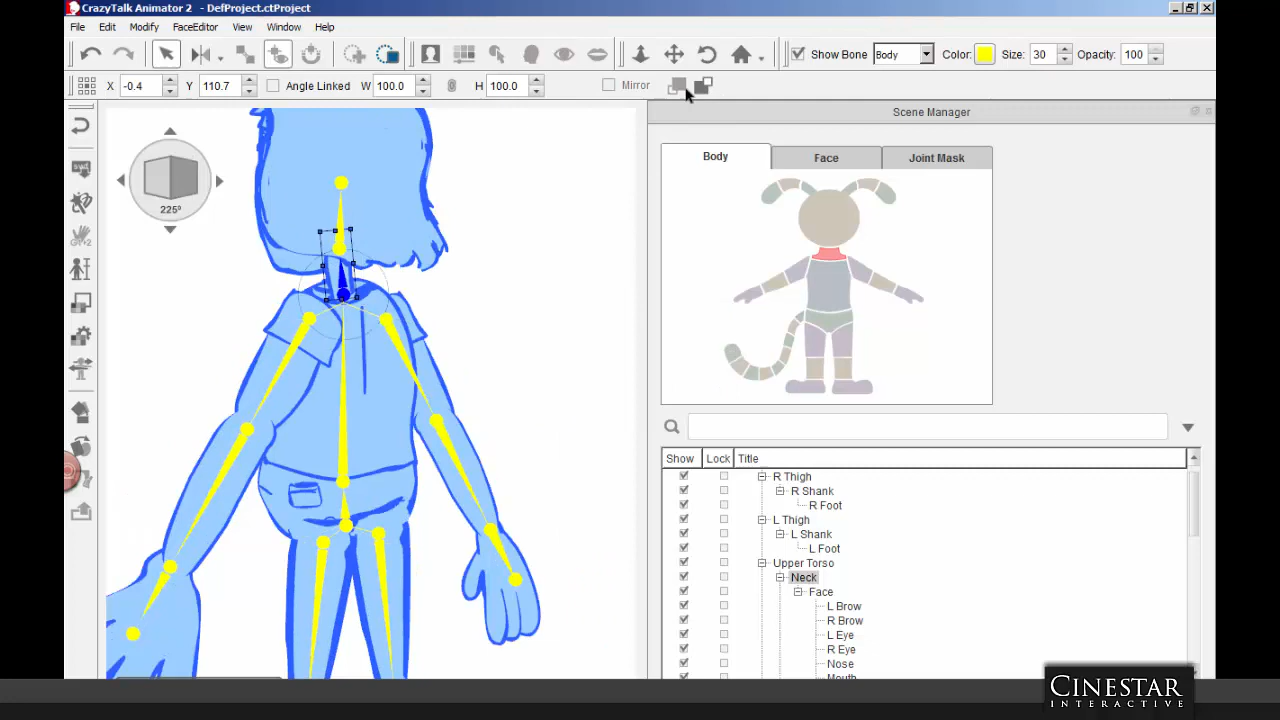 CrazyTalk Animator 2 - DefProject.ctProject
File Edit Modify FaceEditor View Window Help
Show Bone Body Color: Size: 30 Opacity: 100
X -0.4 Y 110.7 Angle Linked W 100.0 H 100.0 Mirror
Scene Manager
Body Face Joint Mask
225º
Show Lock Title
R Thigh
R Shank
R Foot
L Thigh
L Shank
L Foot
Upper Torso
Neck
Face
L Brow
R Brow
L Eye
R Eye
Nose
Mouth
CINESTAR
INTERACTIVE